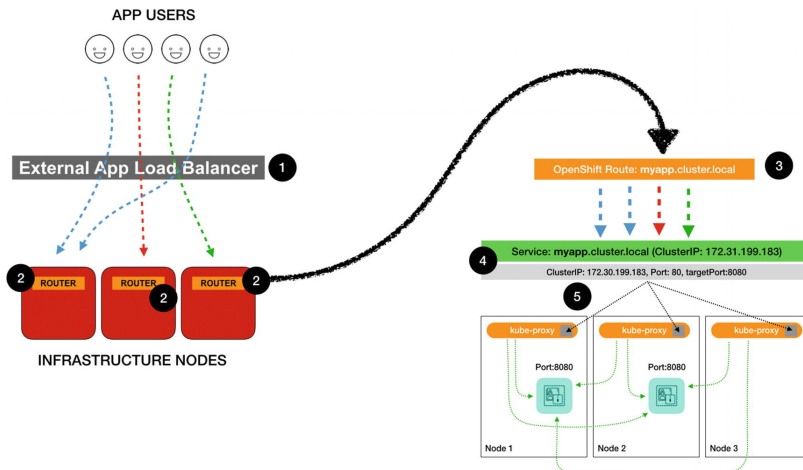 APP USERS
External App Load Balancer
1
2
ROUTER
ROUTER
2
ROUTER
2
INFRASTRUCTURE NODES
OpenShift Route: myapp.cluster.local
3
Service: myapp.cluster.local (ClusterIP: 172.31.199.183)
4
ClusterIP: 172.30.199.183, Port: 80, targetPort:8080
5
kube-proxy
kube-proxy
kube-proxy
Port:8080
Port:8080
Node 1
Node 2
Node 3